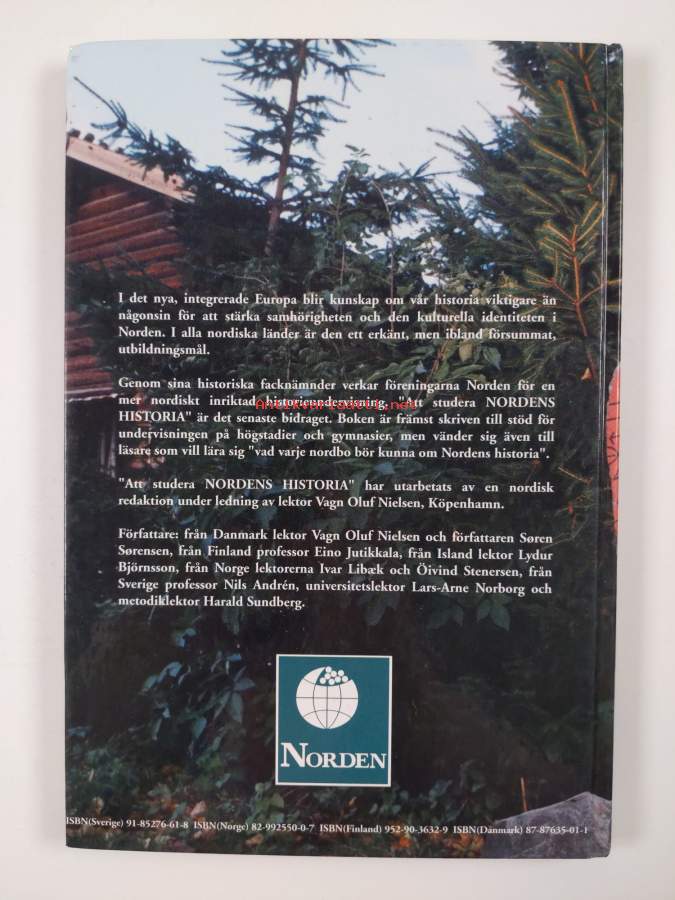 I det nya, integrerade Europa blir kunskap om vår historia viktigare än
någonsin för att stärka samhörigheten och den kulturella identiteten i
Norden. I alla nordiska länder är den ett erkänt, men ibland försummat,
utbildningsmål.
Genom sina historiska facknämnder verkar föreningarna Norden för en
mer nordiskt inriktad historieundervisning. "Att studera NORDENS
Antikvariaatti.net
HISTORIA" är det senaste bidraget. Boken är främst skriven till stöd för
undervisningen på högstadier och gymnasier, men vänder sig även till
läsare som vill lära sig "vad varje nordbo bör kunna om Nordens historia".
"Att studera NORDENS HISTORIA" har utarbetats av en nordisk
redaktion under ledning av lektor Vagn Oluf Nielsen, Köpenhamn.
Författare: från Danmark lektor Vagn Oluf Nielsen och författaren Søren
Sørensen, från Finland professor Eino Jutikkala, från Island lektor Lydur
Björnsson, från Norge lektorerna Ivar Libæk och Öivind Stenersen, från
Sverige professor Nils Andrén, universitetslektor Lars-Arne Norborg och
metodiklektor Harald Sundberg.
NORDEN
ISBN(Sverige) 91-85276-61-8 ISBN(Norge) 82-992550-0-7 ISBN(Finland) 952-90-3632-9 ISBN(Danmark) 87-87635-01-1